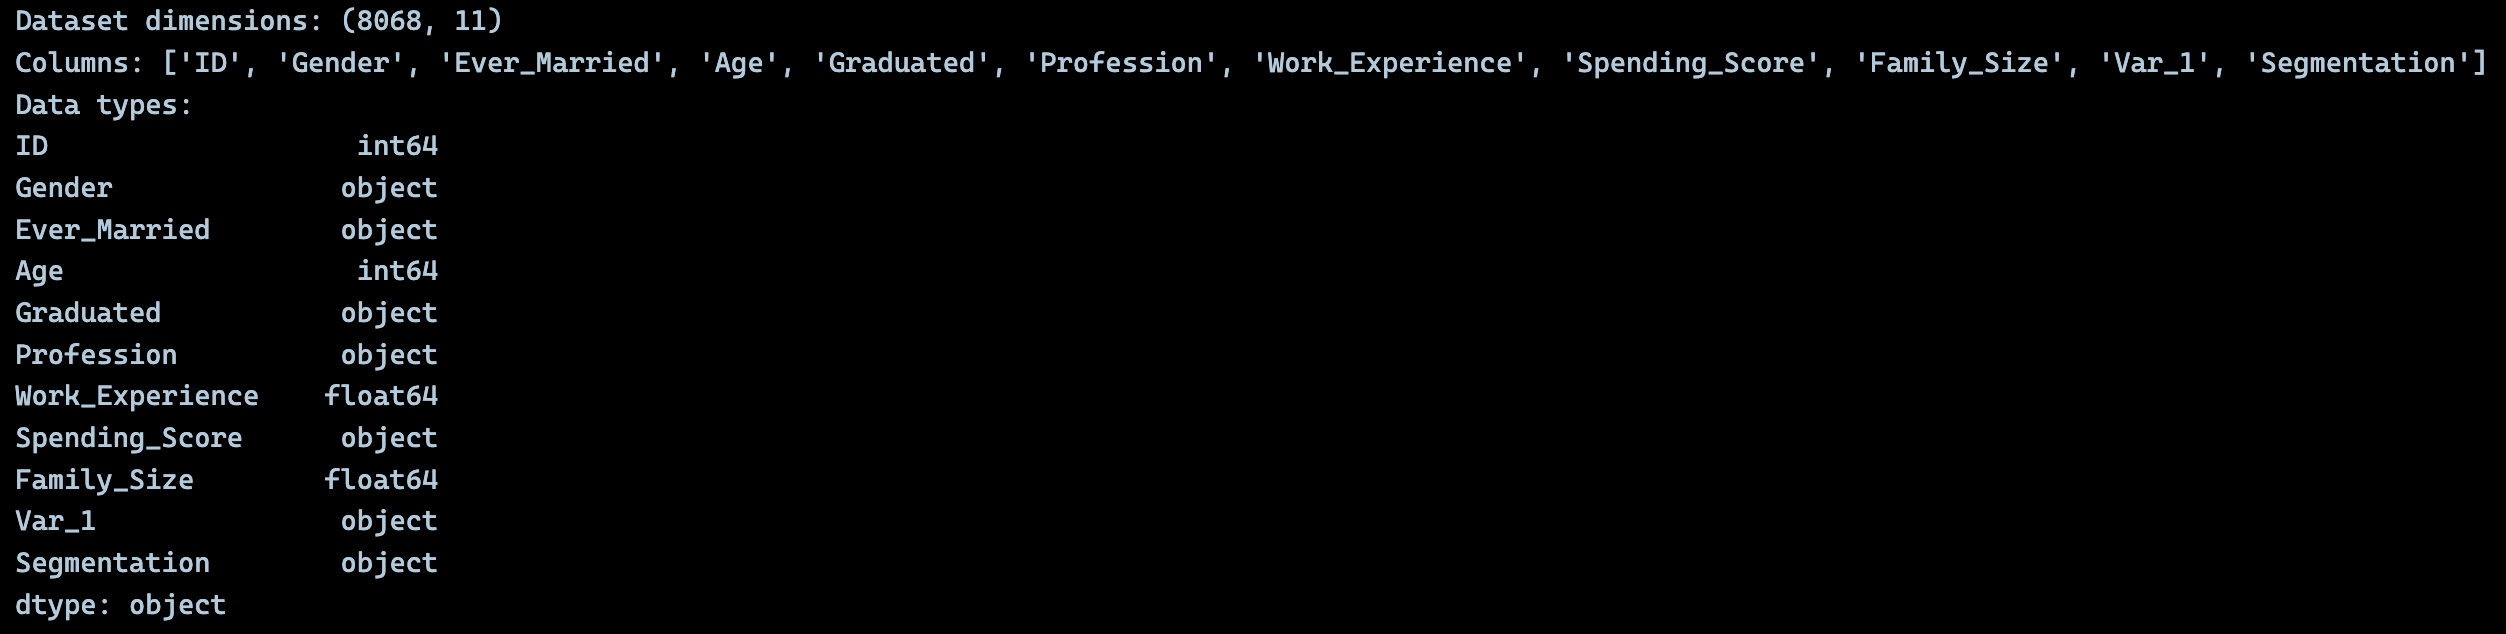 Dataset dimensions: (8068, 11)
Columns: ['ID', 'Gender', 'Ever_Married', 'Age', 'Graduated', 'Profession', 'Work_Experience', 'Spending_Score', 'Family_Size', 'Var_1', 'Segmentation']
Data types:
ID                   int64
Gender              object
Ever_Married        object
Age                  int64
Graduated           object
Profession          object
Work_Experience    float64
Spending_Score      object
Family_Size        float64
Var_1               object
Segmentation        object
dtype: object